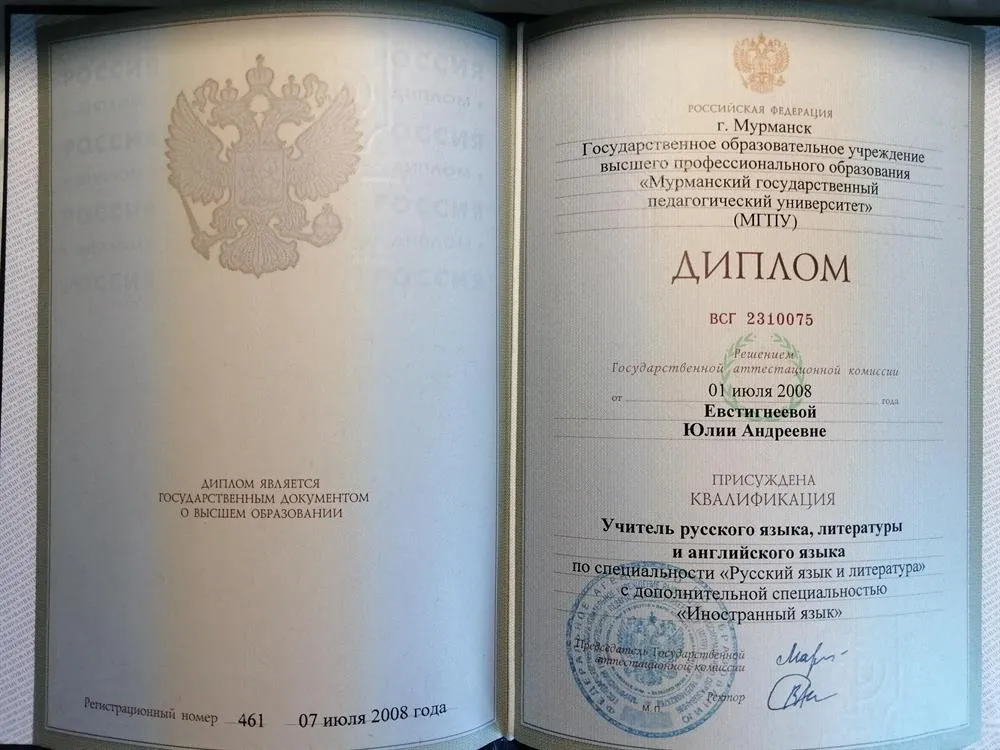 ДИПЛОМ ЯВЛЯЕТСЯ
ГОСУДАРСТВЕННЫМ ДОКУМЕНТОМ
О ВЫСШЕМ ОБРАЗОВАНИИ
Регистрационный номер 461 07 июля 2008 года
РОССИЙСКАЯ ФЕДЕРАЦИЯ
г. Мурманск
Государственное образовательное учреждение
высшего профессионального образования
«Мурманский государственный
педагогический университет»
(МГПУ)
ДИПЛОМ
ВСГ 2310075
Решением
Государственной аттестационной комиссии
от 01 июля 2008 года
Евстигнеевой
Юлии Андреевне
ПРИСУЖДЕНА
КВАЛИФИКАЦИЯ
Учитель русского языка, литературы
и английского языка
по специальности «Русский язык и литература»
с дополнительной специальностью
«Иностранный язык»
Председатель Государственной
аттестационной комиссии
Ректор
М.П.